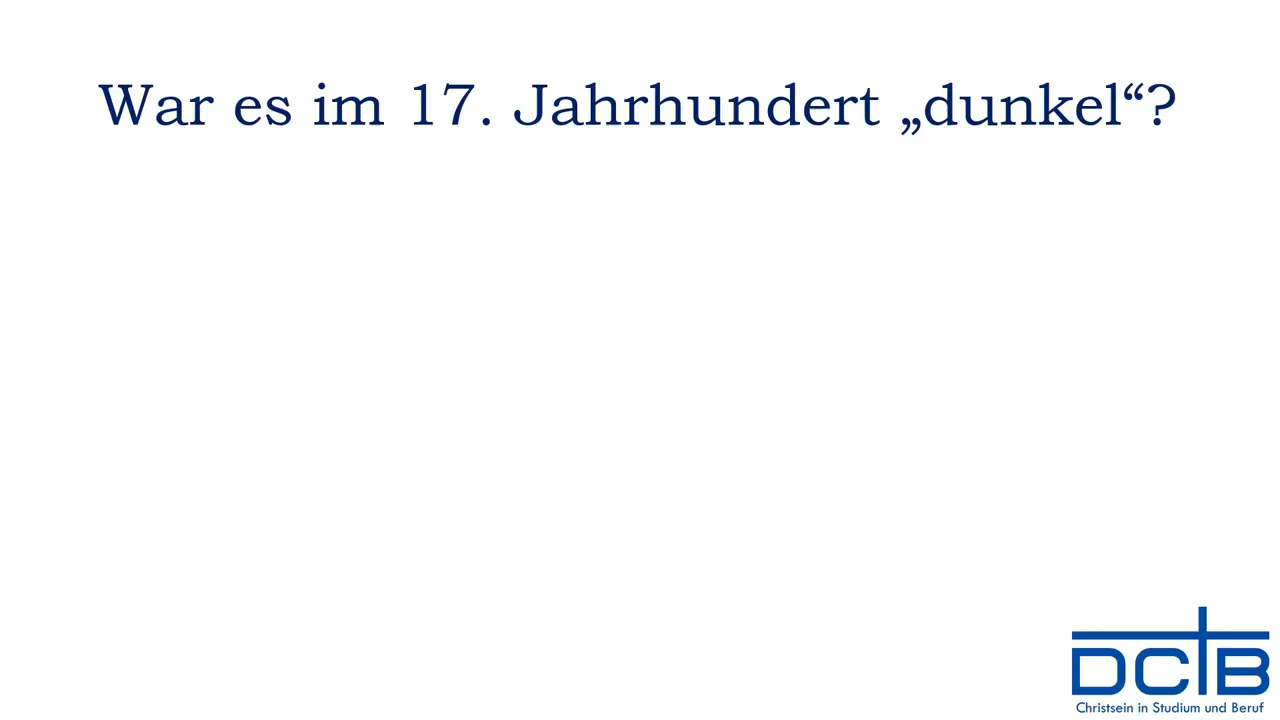 War es im 17. Jahrhundert „dunkel“?
DCTB
Christsein in Studium und Beruf